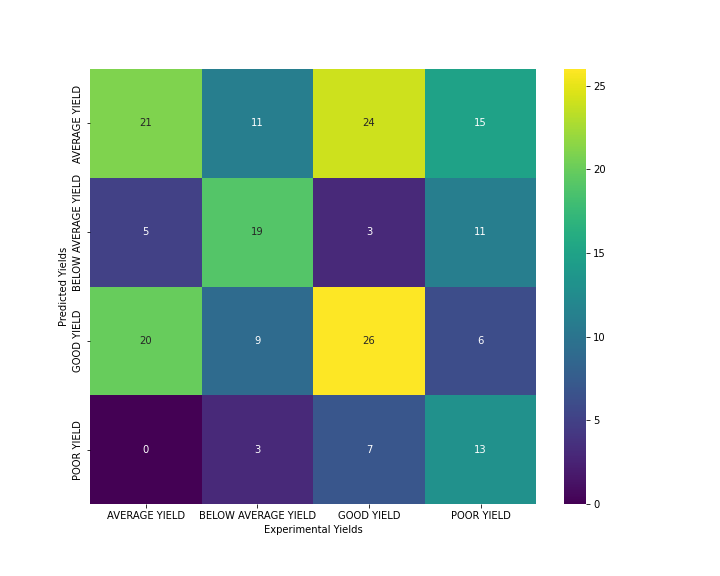 AVERAGE YIELD
21 11 24 15
BELOW AVERAGE YIELD
5 19 3 11
GOOD YIELD
20 9 26 6
POOR YIELD
0 3 7 13
Predicted Yields
AVERAGE YIELD BELOW AVERAGE YIELD GOOD YIELD POOR YIELD
Experimental Yields
25
20
15
10
5
0